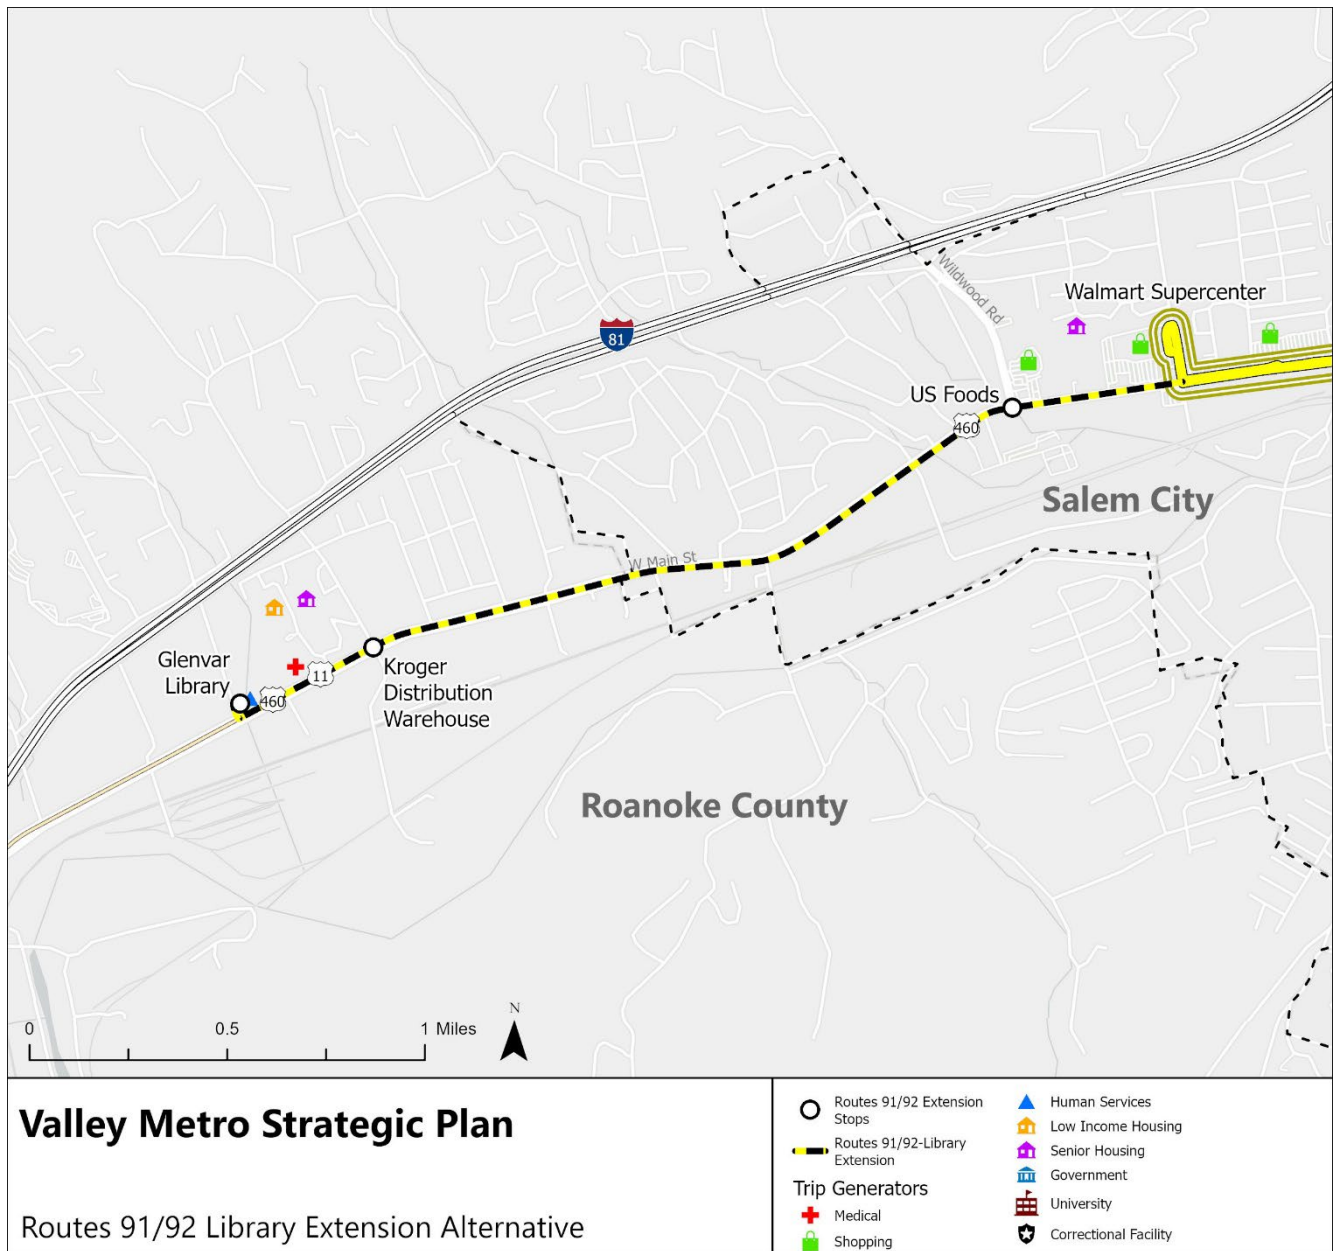 Wildwood Rd
Walmart Supercenter
81
US Foods
460
Salem City
W Main St
Glenvar
Library
11
460
Kroger
Distribution
Warehouse
Roanoke County
N
0 0.5 1 Miles
Valley Metro Strategic Plan
Routes 91/92 Library Extension Alternative
Routes 91/92 Extension
Stops
Routes 91/92-Library
Extension
Trip Generators
Medical
Shopping
Human Services
Low Income Housing
Senior Housing
Government
University
Correctional Facility